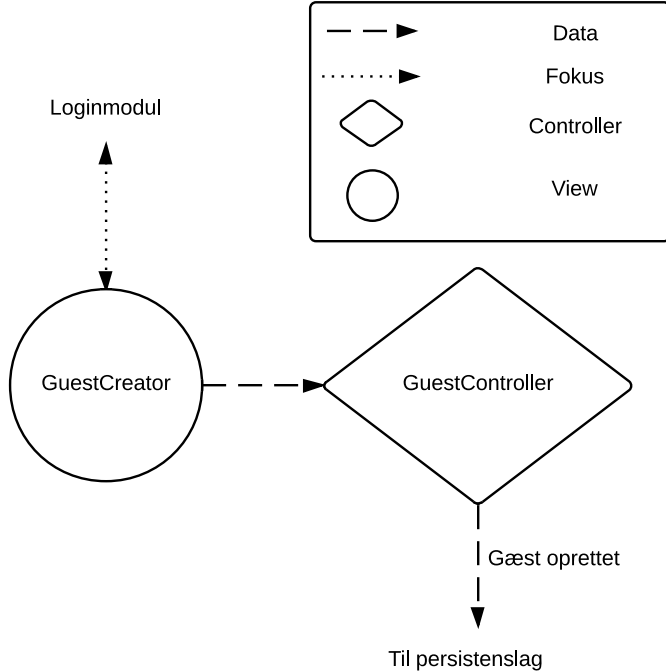 Data
Fokus
Controller
View
Loginmodul
GuestCreator
GuestController
Gæst oprettet
Til persistenslag